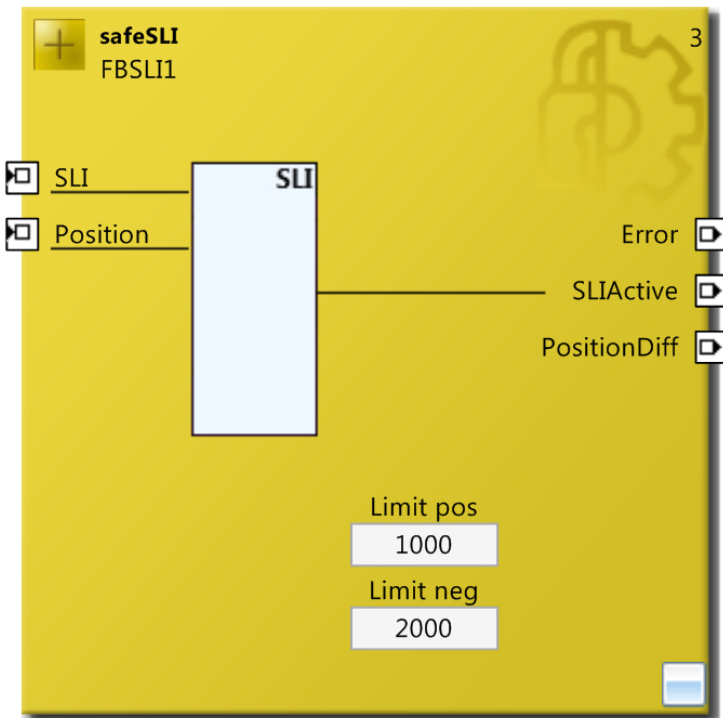 safeSLI
3
FBSLI1
SLI
SLI
Position
Error
SLIActive
PositionDiff
Limit pos
1000
Limit neg
2000